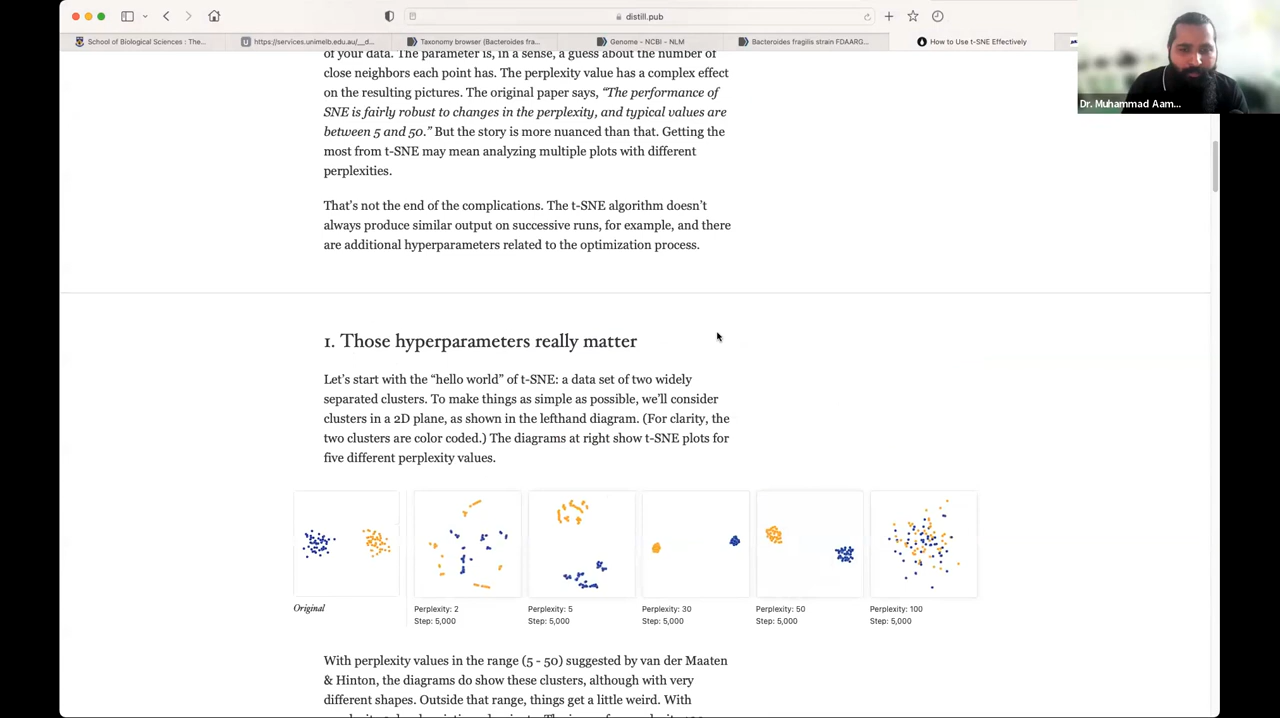 distill.pub
School of Biological Sciences : The...
https://services.unimelb.edu.au/__d...
Taxonomy browser (Bacteroides fra...
Genome - NCBI - NLM
Bacteroides fragilis strain FDAARG...
How to Use t-SNE Effectively
Dr. Muhammad Aam...
of your data. The parameter is, in a sense, a guess about the number of
close neighbors each point has. The perplexity value has a complex effect
on the resulting pictures. The original paper says, “The performance of
SNE is fairly robust to changes in the perplexity, and typical values are
between 5 and 50.” But the story is more nuanced than that. Getting the
most from t-SNE may mean analyzing multiple plots with different
perplexities.
That's not the end of the complications. The t-SNE algorithm doesn’t
always produce similar output on successive runs, for example, and there
are additional hyperparameters related to the optimization process.
1. Those hyperparameters really matter
Let’s start with the “hello world” of t-SNE: a data set of two widely
separated clusters. To make things as simple as possible, we’ll consider
clusters in a 2D plane, as shown in the lefthand diagram. (For clarity, the
two clusters are color coded.) The diagrams at right show t-SNE plots for
five different perplexity values.
Original
Perplexity: 2
Step: 5,000
Perplexity: 5
Step: 5,000
Perplexity: 30
Step: 5,000
Perplexity: 50
Step: 5,000
Perplexity: 100
Step: 5,000
With perplexity values in the range (5 - 50) suggested by van der Maaten
& Hinton, the diagrams do show these clusters, although with very
different shapes. Outside that range, things get a little weird. With